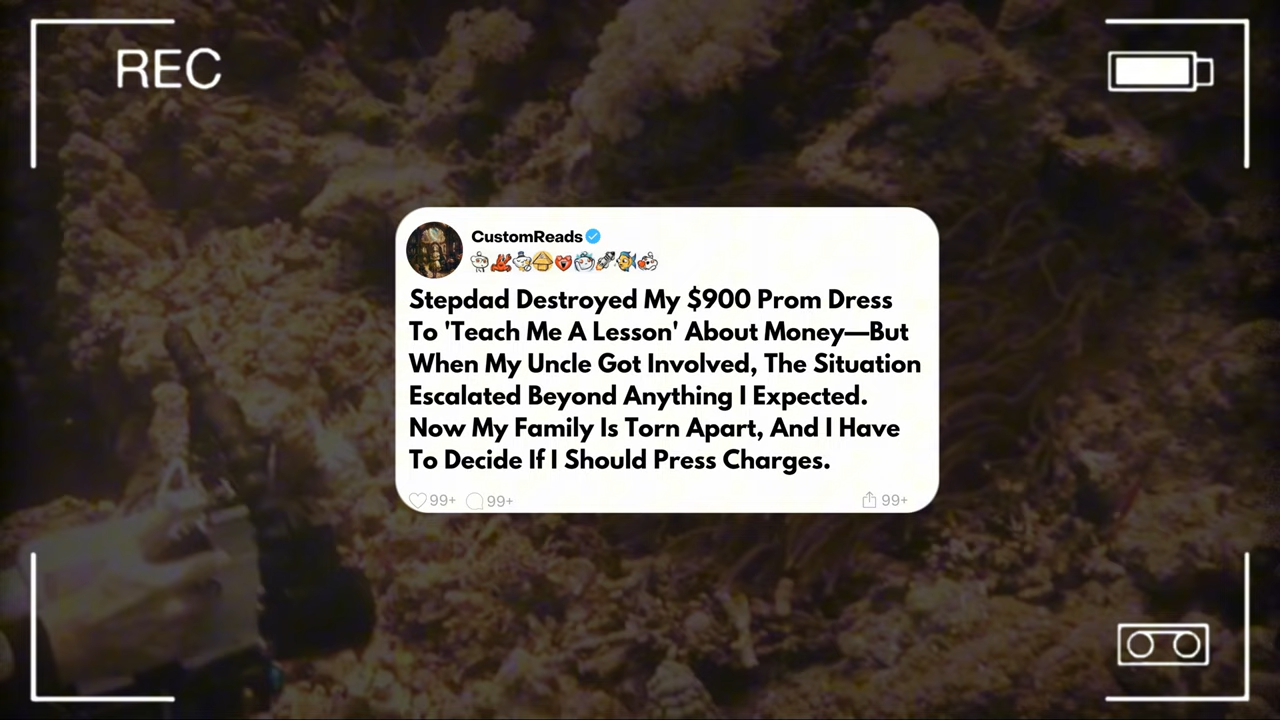 REC
CustomReads
Stepdad Destroyed My $900 Prom Dress
To 'Teach Me A Lesson' About Money—But
When My Uncle Got Involved, The Situation
Escalated Beyond Anything I Expected.
Now My Family Is Torn Apart, And I Have
To Decide If I Should Press Charges.
99+ 99+ 99+